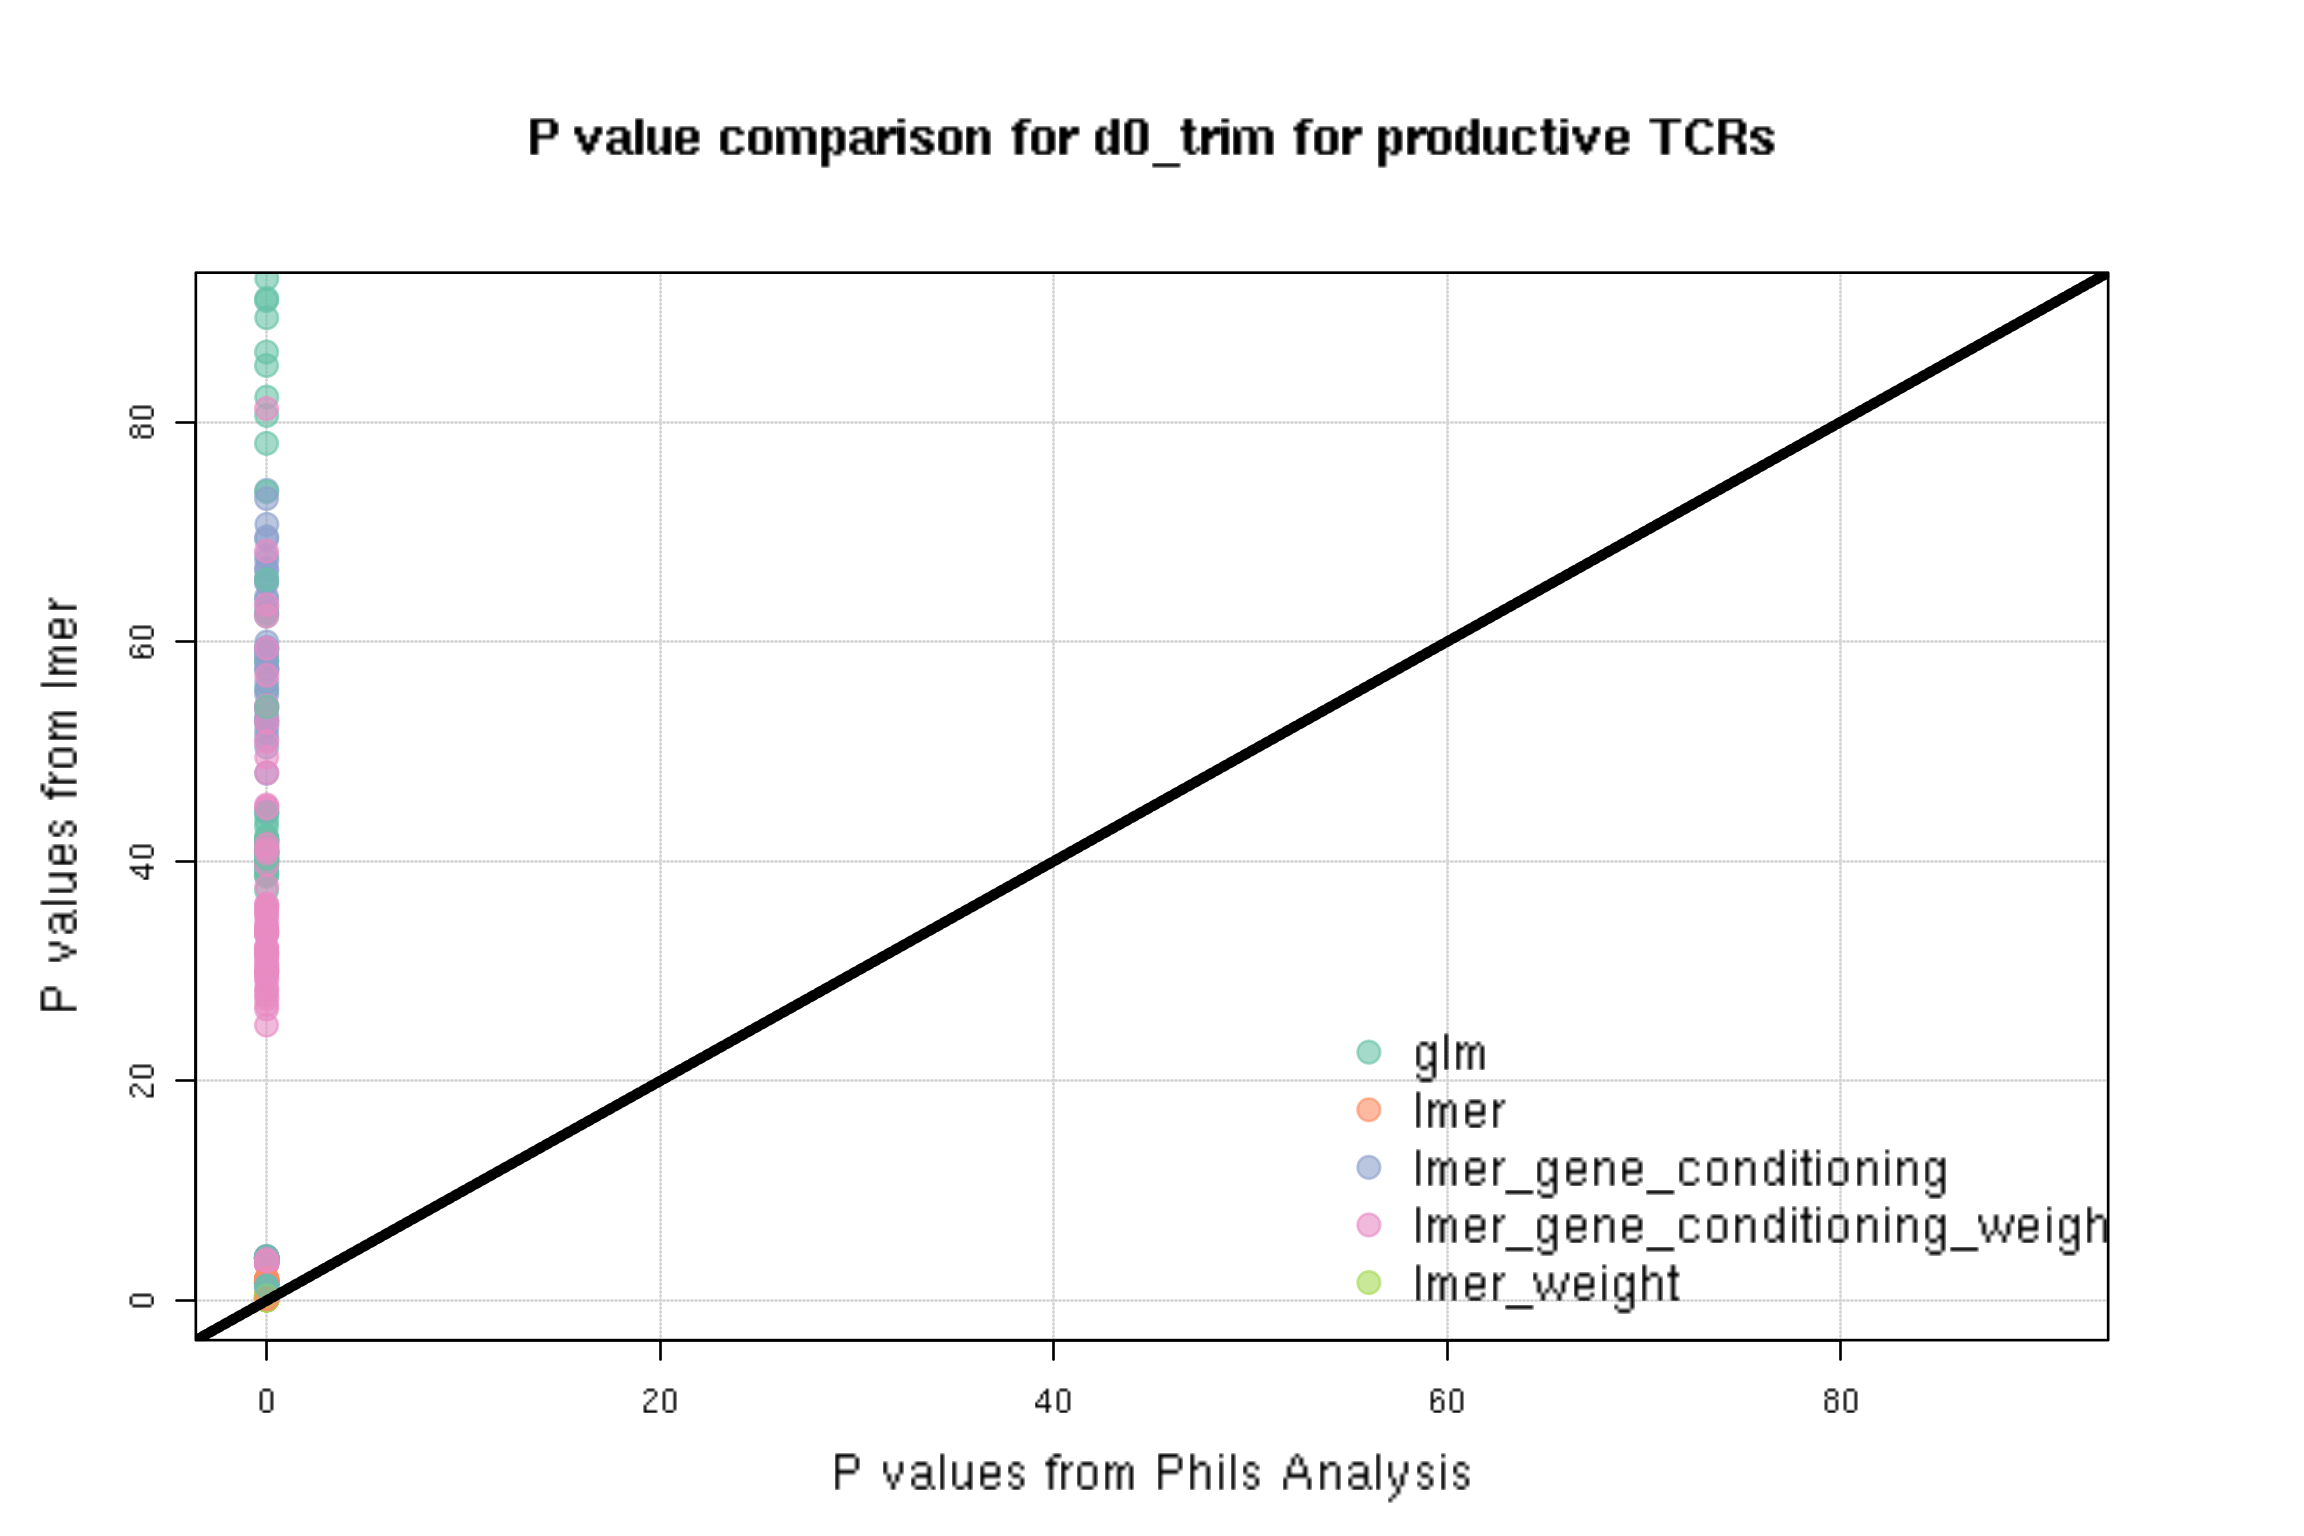 P value comparison for d0_trim for productive TCRs
P values from lmer
80
60
40
20
0
glm
lmer
lmer_gene_conditioning
lmer_gene_conditioning_weigh
lmer_weight
0 20 40 60 80
P values from Phils Analysis